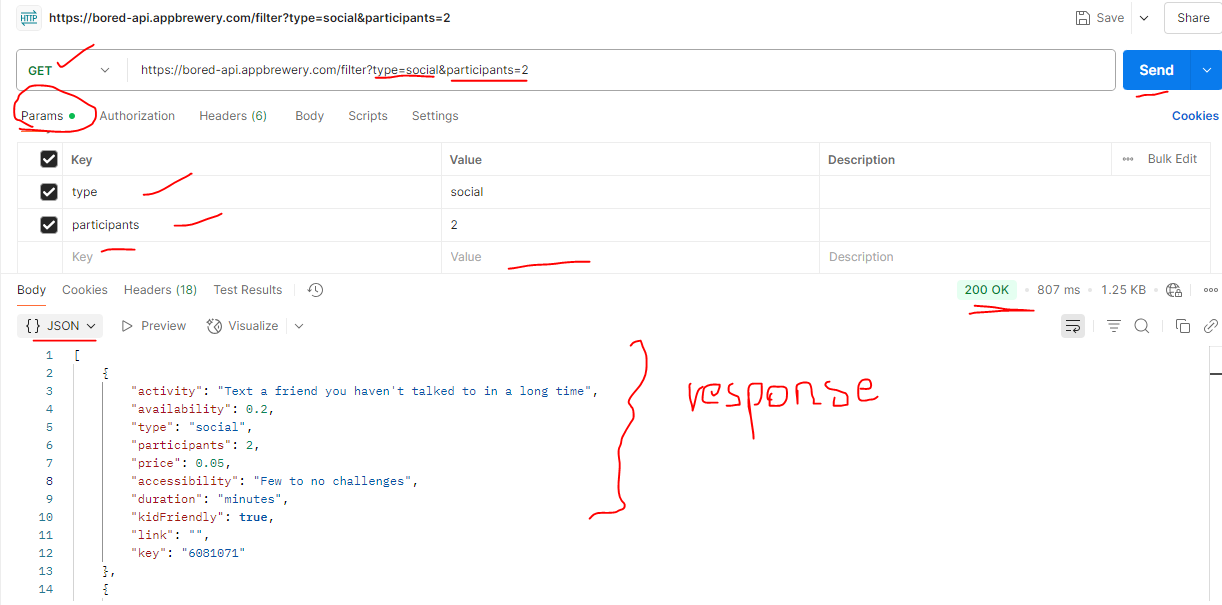 HTTP https://bored-api.appbrewery.com/filter?type=social&participants=2 Save Share
GET https://bored-api.appbrewery.com/filter?type=social&participants=2 Send
Params Authorization Headers (6) Body Scripts Settings Cookies
Key Value Description Bulk Edit
type social
participants 2
Key Value Description
Body Cookies Headers (18) Test Results 200 OK 807 ms 1.25 KB
{} JSON Preview Visualize
1 [
2 {
3 "activity": "Text a friend you haven't talked to in a long time",
4 "availability": 0.2,
5 "type": "social",
6 "participants": 2,
7 "price": 0.05,
8 "accessibility": "Few to no challenges",
9 "duration": "minutes",
10 "kidFriendly": true,
11 "link": "",
12 "key": "6081071"
13 },
14 {
response